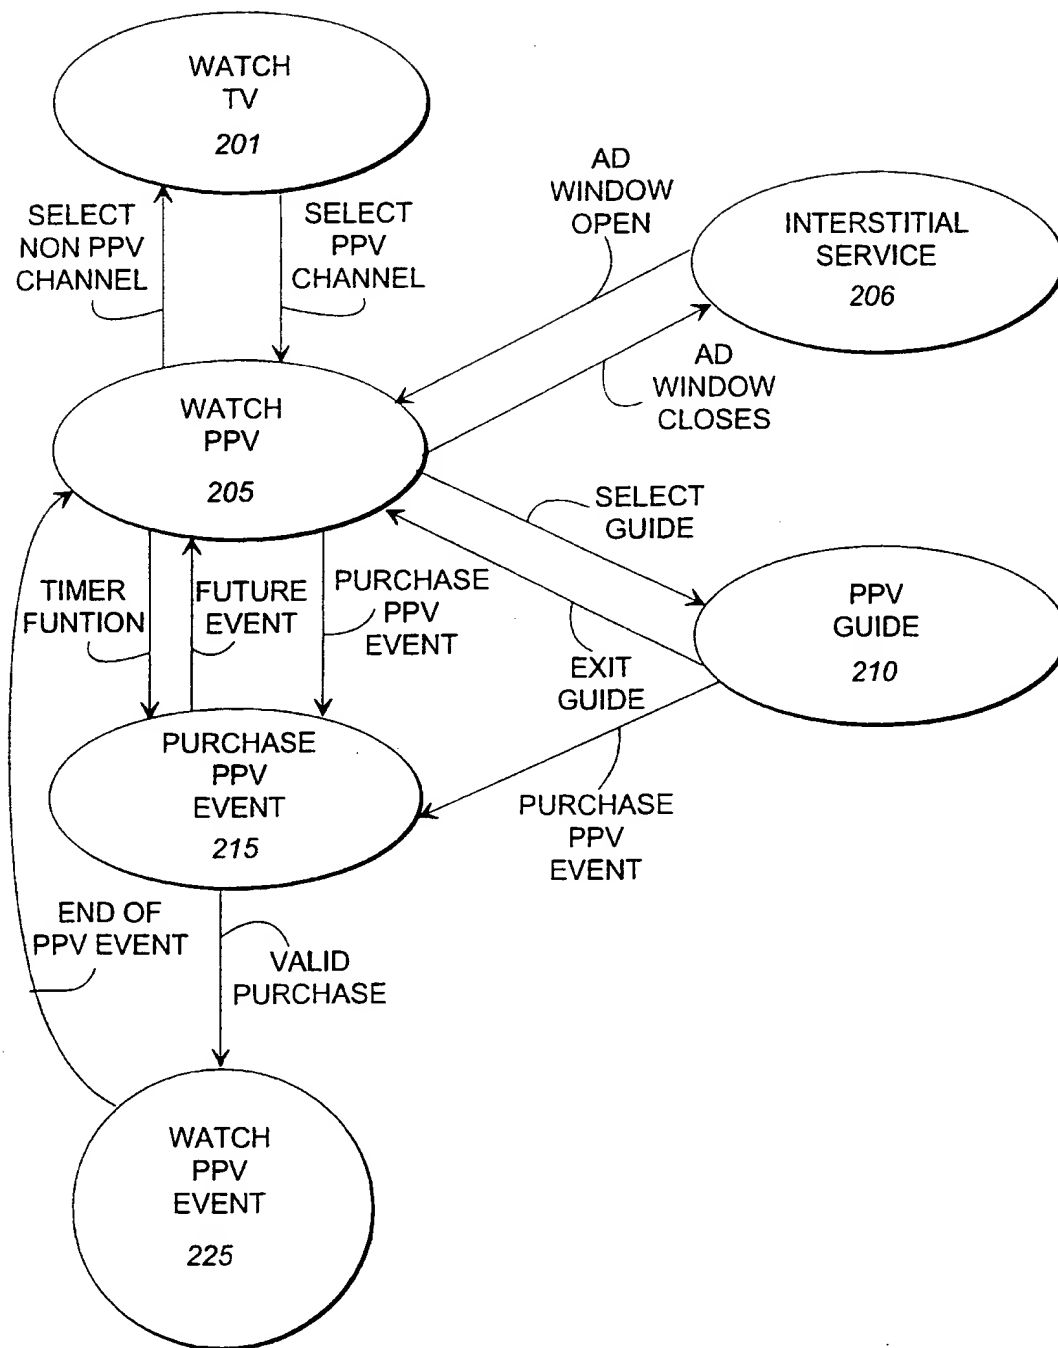 WATCH
TV
201
SELECT
NON PPV
CHANNEL
SELECT
PPV
CHANNEL
AD
WINDOW
OPEN
INTERSTITIAL
SERVICE
206
AD
WINDOW
CLOSES
WATCH
PPV
205
SELECT
GUIDE
TIMER
FUNTION
FUTURE
EVENT
PURCHASE
PPV
EVENT
EXIT
GUIDE
PPV
GUIDE
210
PURCHASE
PPV
EVENT
215
PURCHASE
PPV
EVENT
END OF
PPV EVENT
VALID
PURCHASE
WATCH
PPV
EVENT
225